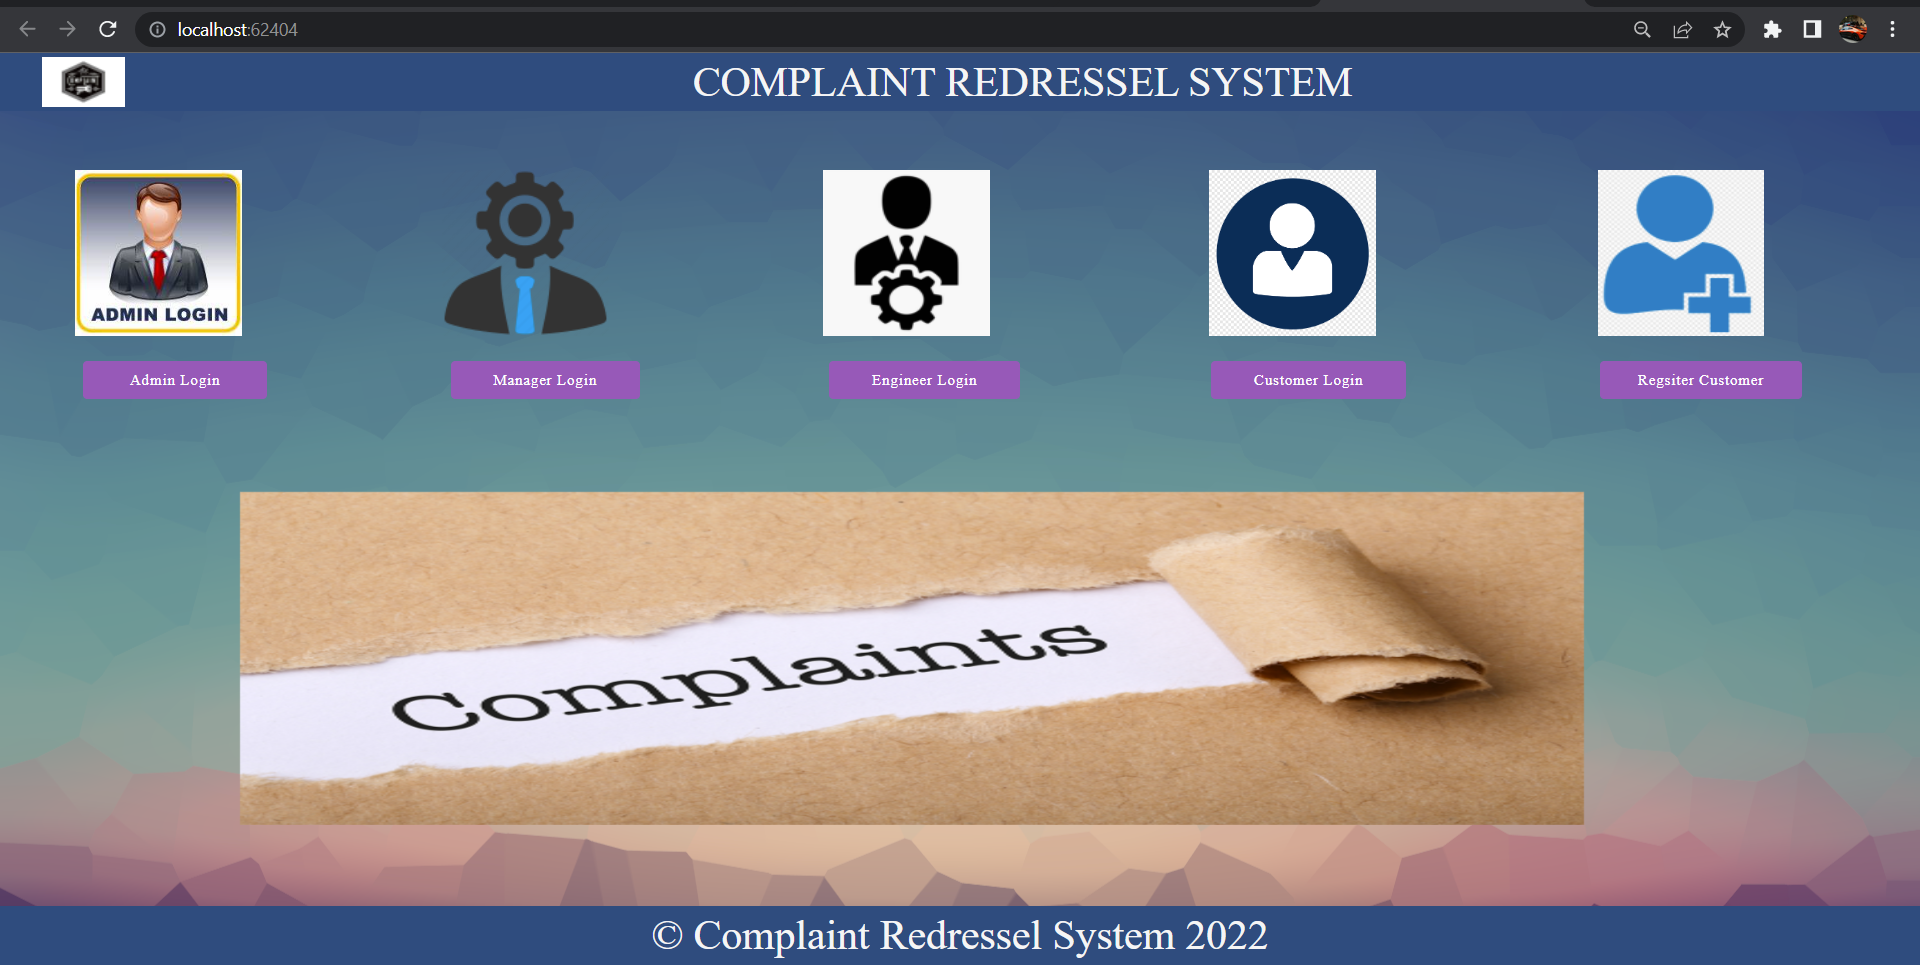 localhost:62404
COMPLAINT REDRESSEL SYSTEM
ADMIN LOGIN
Admin Login
Manager Login
Engineer Login
Customer Login
Regsiter Customer
Complaints
© Complaint Redressel System 2022